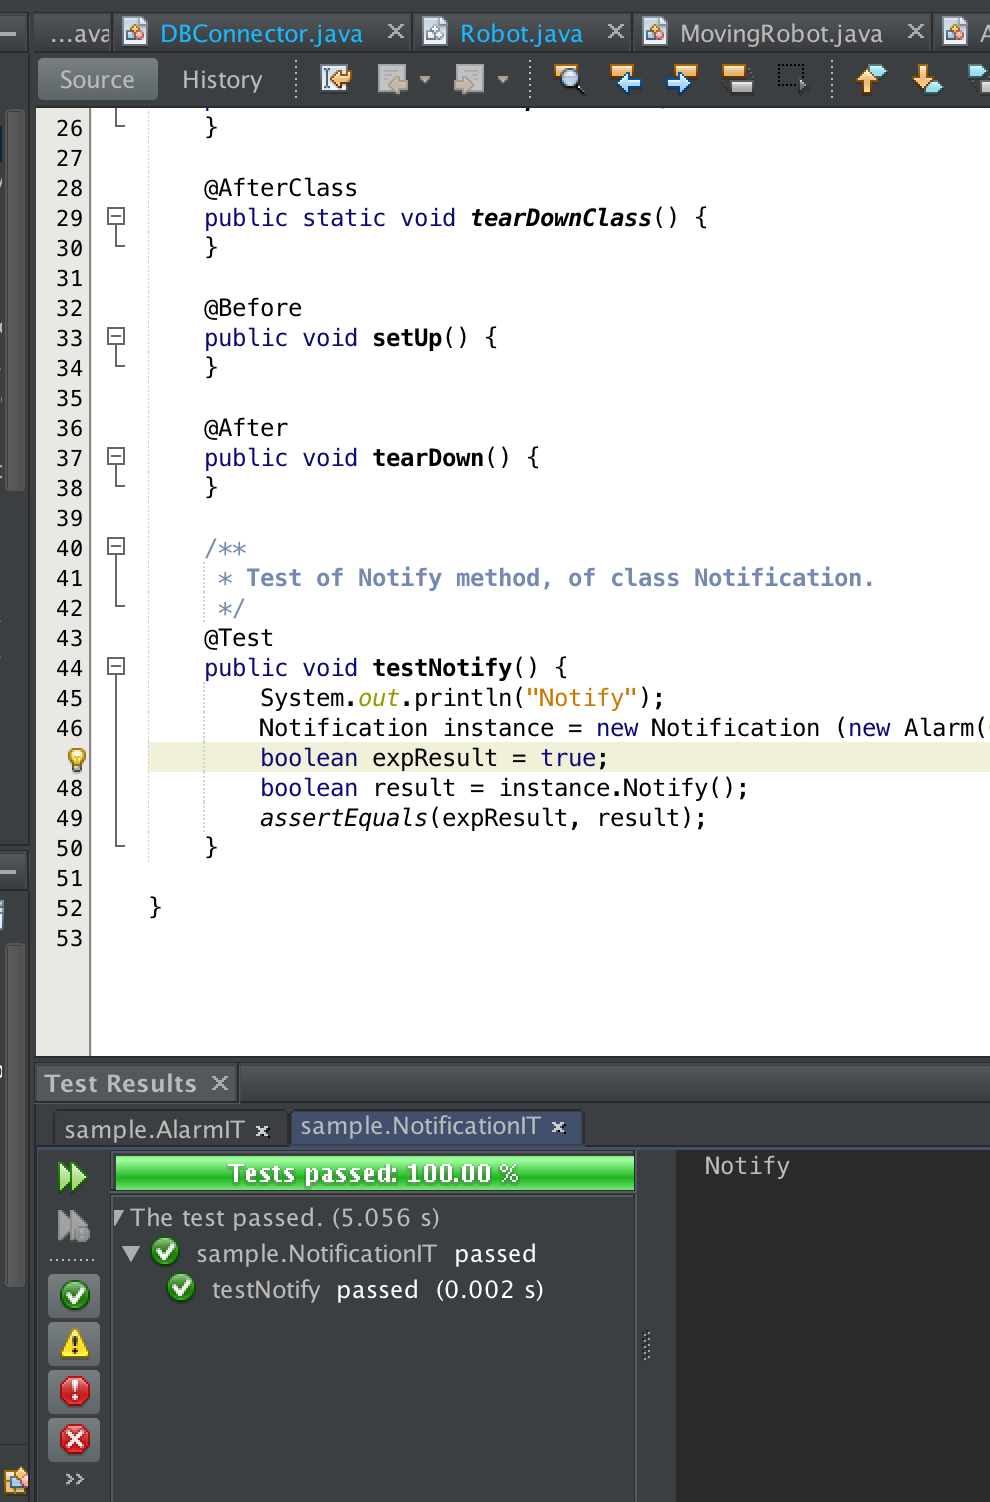 ...ava DBConnector.java Robot.java MovingRobot.java
Source History
26 }
27
28 @AfterClass
29 public static void tearDownClass() {
30 }
31
32 @Before
33 public void setUp() {
34 }
35
36 @After
37 public void tearDown() {
38 }
39
40 /**
41 * Test of Notify method, of class Notification.
42 */
43 @Test
44 public void testNotify() {
45 System.out.println("Notify");
46 Notification instance = new Notification (new Alarm(
boolean expResult = true;
48 boolean result = instance.Notify();
49 assertEquals(expResult, result);
50 }
51
52 }
53
Test Results
sample.AlarmIT sample.NotificationIT
Tests passed: 100.00 %
Notify
The test passed. (5.056 s)
sample.NotificationIT passed
testNotify passed (0.002 s)